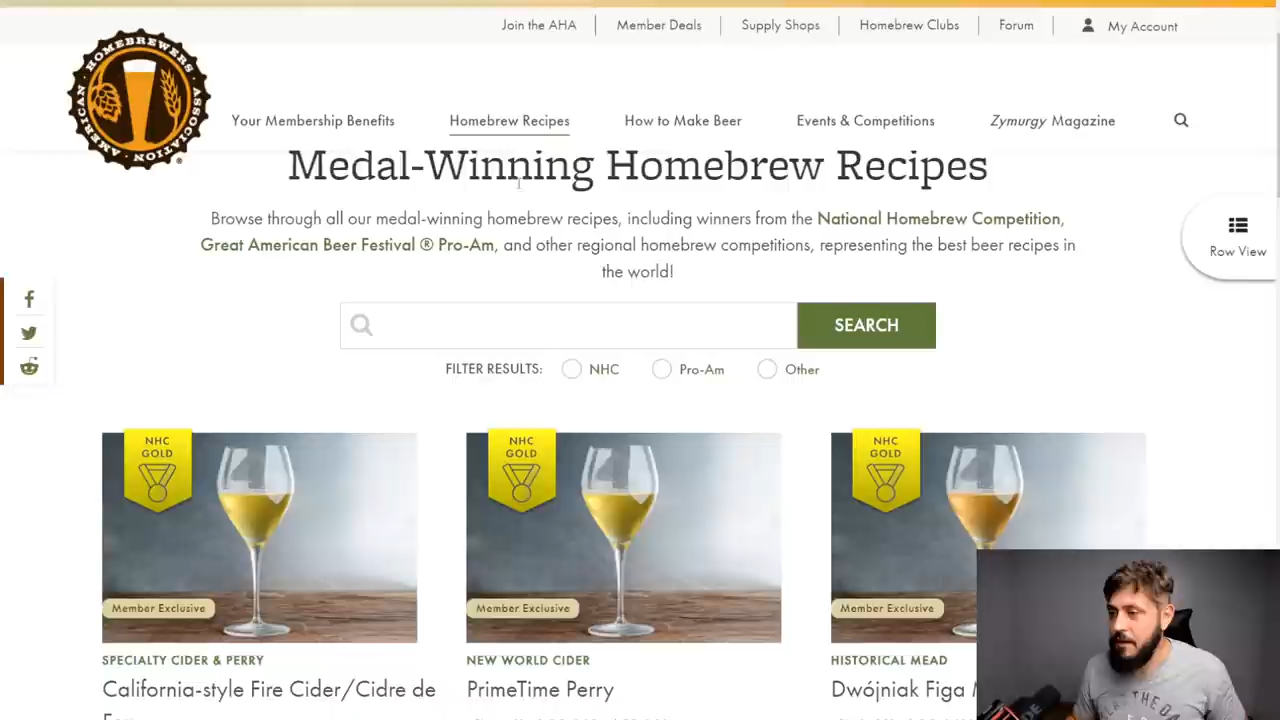 Join the AHA
Member Deals
Supply Shops
Homebrew Clubs
Forum
My Account
AMERICAN HOMEBREWERS ASSOCIATION
Your Membership Benefits
Homebrew Recipes
How to Make Beer
Events & Competitions
Zymurgy Magazine
Medal-Winning Homebrew Recipes
Browse through all our medal-winning homebrew recipes, including winners from the National Homebrew Competition,
Great American Beer Festival ® Pro-Am, and other regional homebrew competitions, representing the best beer recipes in
the world!
Row View
SEARCH
FILTER RESULTS:
NHC
Pro-Am
Other
NHC
GOLD
NHC
GOLD
NHC
GOLD
Member Exclusive
Member Exclusive
Member Exclusive
SPECIALTY CIDER & PERRY
NEW WORLD CIDER
HISTORICAL MEAD
California-style Fire Cider/Cidre de
PrimeTime Perry
Dwójniak Figa